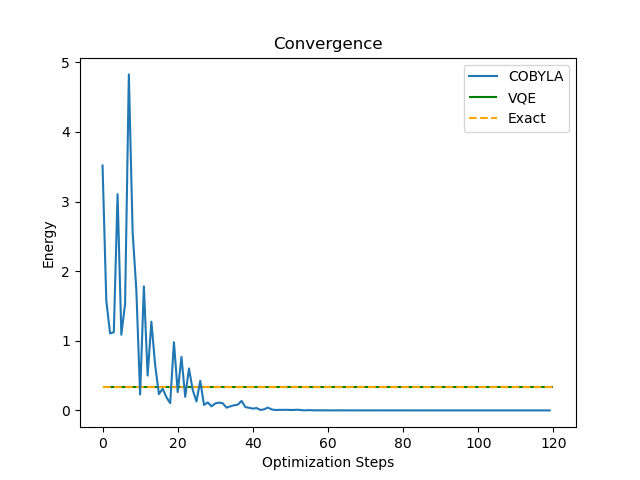 Convergence
COBYLA
VQE
Exact
Energy
5
4
3
2
1
0
0 20 40 60 80 100 120
Optimization Steps